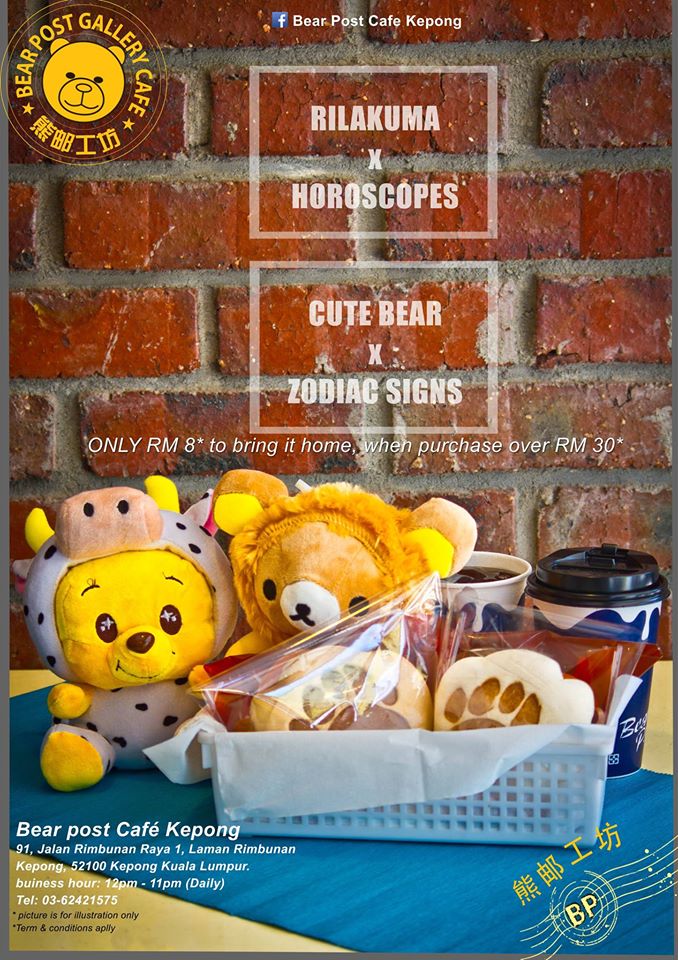 Bear Post Cafe Kepong
BEAR POST GALLERY CAFE
熊邮工坊
RILAKUMA
x
HOROSCOPES
CUTE BEAR
x
ZODIAC SIGNS
ONLY RM 8* to bring it home, when purchase over RM 30*
Bear post Café Kepong
91, Jalan Rimbunan Raya 1, Laman Rimbunan
Kepong, 52100 Kepong Kuala Lumpur.
buiness hour: 12pm - 11pm (Daily)
Tel: 03-62421575
* picture is for illustration only
*Term & conditions aplly
熊邮工坊
BP